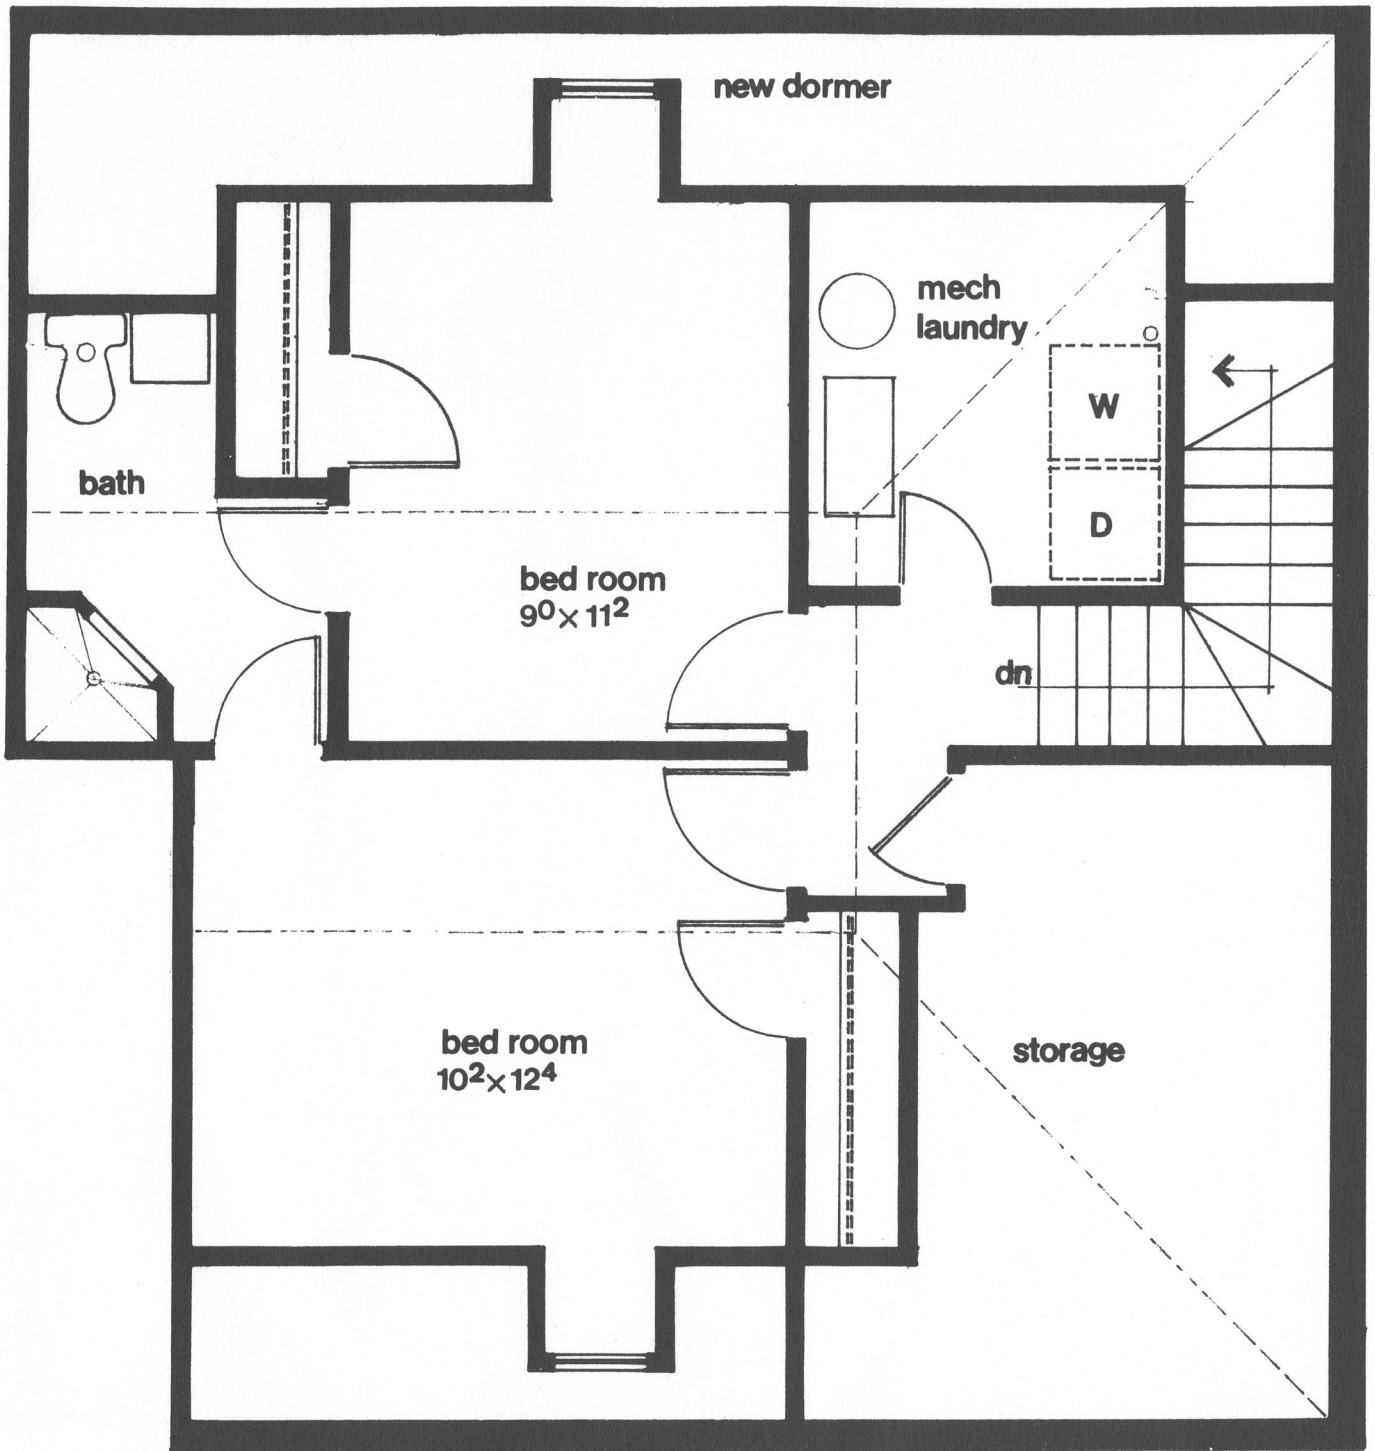 new dormer
mech
laundry
W
bath
D
bed room
9⁰×11²
dn
bed room
10²×12⁴
storage